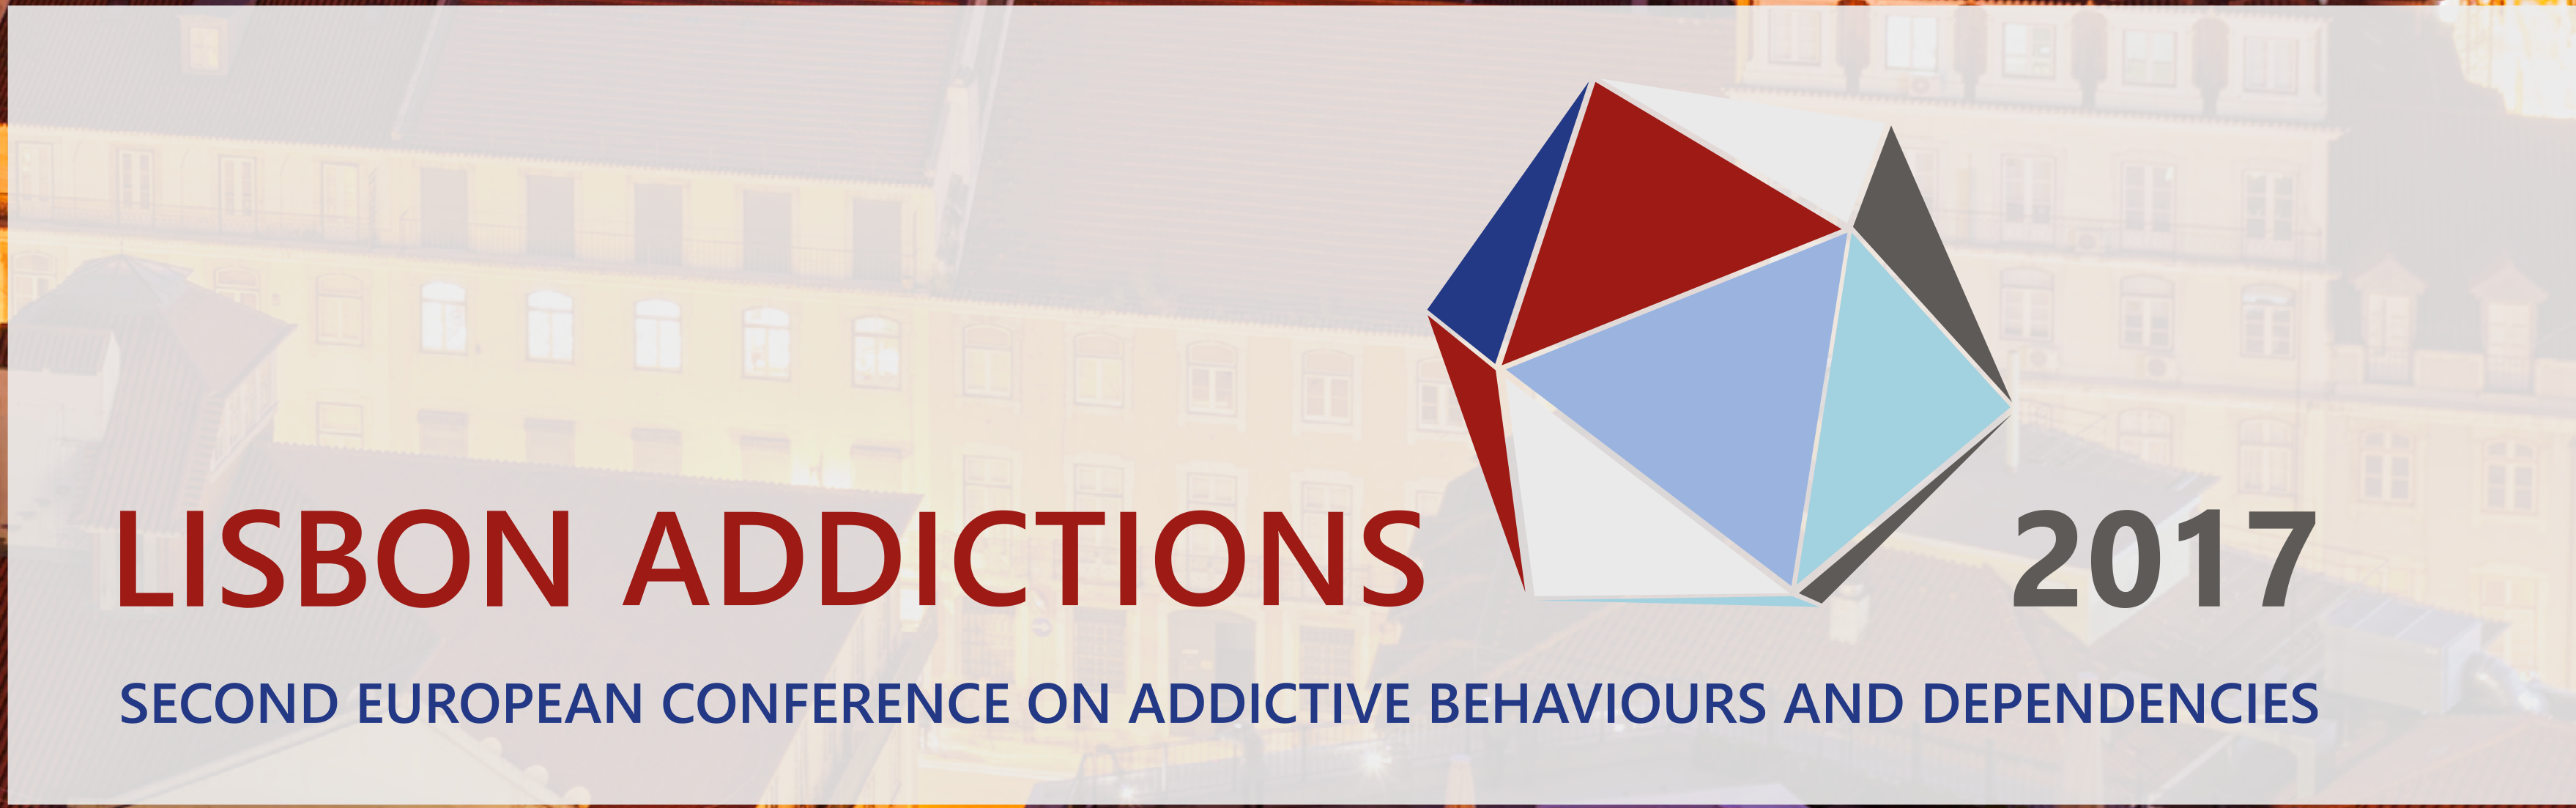 LISBON ADDICTIONS 2017
SECOND EUROPEAN CONFERENCE ON ADDICTIVE BEHAVIOURS AND DEPENDENCIES